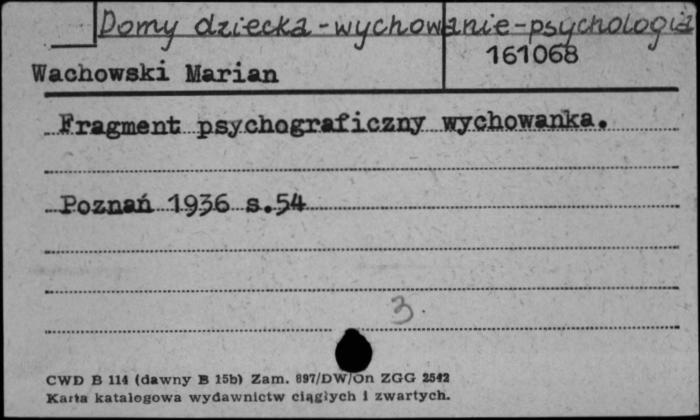 Domy dziecka - wychowanie - psychologia
161068
Wachowski Marian
Fragment psychograficzny wychowanka.
Poznań 1936 s.54
3.
CWD B 114 (dawny B 15b) Zam. 697/DW/On ZGG 2542
Karta katalogowa wydawnictw ciągłych i zwartych.